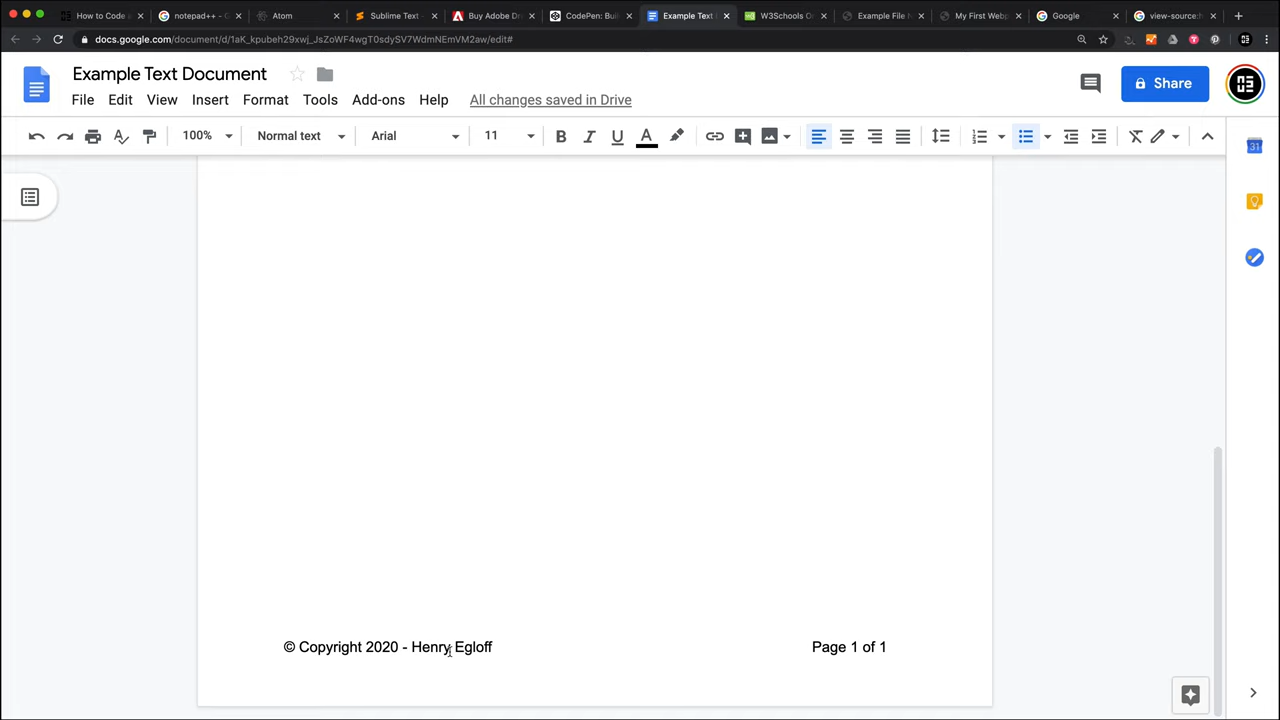 How to Code a
notepad++ - G
Atom
Sublime Text -
Buy Adobe Dr
CodePen: Buil
Example Text
W3Schools On
Example File N
My First Webp
Google
view-source:h
docs.google.com/document/d/1aK_kpubeh29xwj_JsZoWF4wgT0sdySV7WdmNEmVM2aw/edit#
Example Text Document
Share
File Edit View Insert Format Tools Add-ons Help All changes saved in Drive
100% Normal text Arial 11 B I U A
31
© Copyright 2020 - Henry Egloff Page 1 of 1